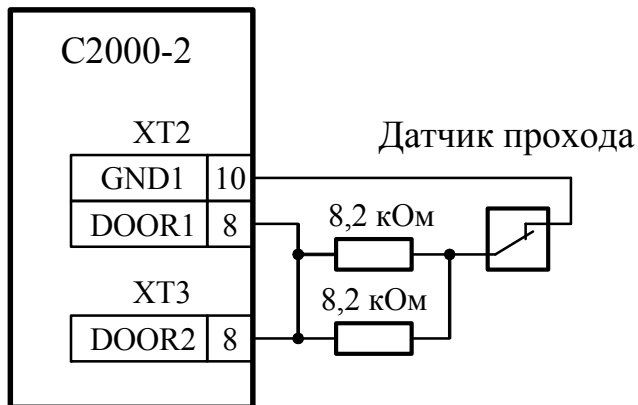 С2000-2
XT2
Датчик прохода
GND1 10
8,2 кОм
DOOR1 8
XT3
8,2 кОм
DOOR2 8